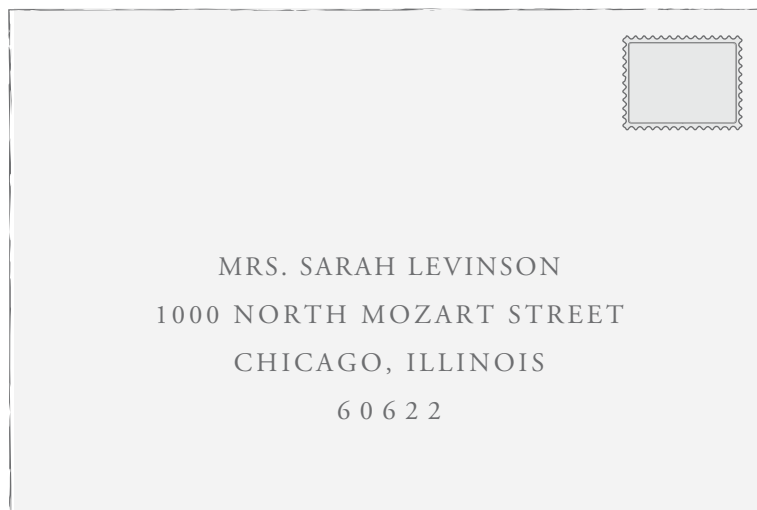 MRS. SARAH LEVINSON
1000 NORTH MOZART STREET
CHICAGO, ILLINOIS
60622